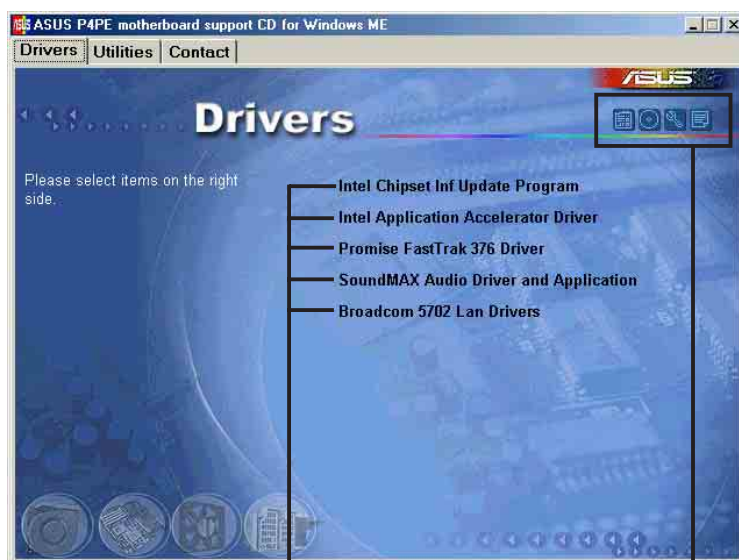 ASUS P4PE motherboard support CD for Windows ME
Drivers Utilities Contact
ASUS
Drivers
Please select items on the right
side.
Intel Chipset Inf Update Program
Intel Application Accelerator Driver
Promise FastTrak 376 Driver
SoundMAX Audio Driver and Application
Broadcom 5702 Lan Drivers